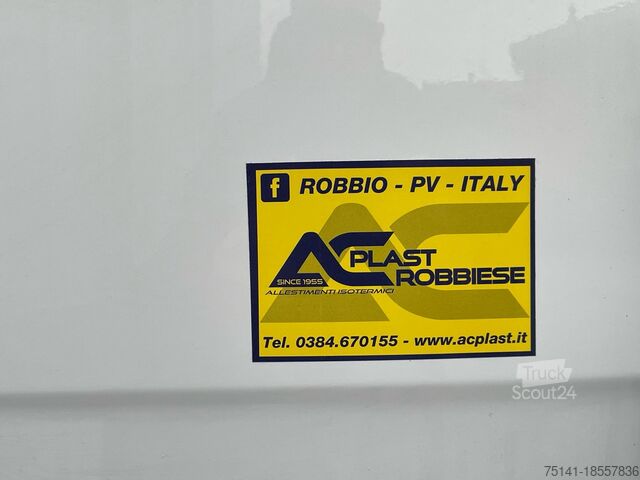 f ROBBIO - PV - ITALY
AC PLAST
ROBBIESE
SINCE 1955
ALLESTIMENTI ISOTERMICI
Tel. 0384.670155 - www.acplast.it
Truck
Scout24
75141-18557836